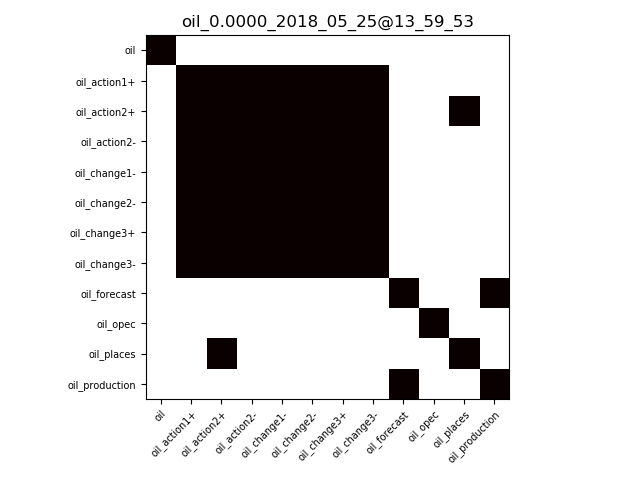 oil_0.0000_2018_05_25@13_59_53
oil
oil_action1+
oil_action2+
oil_action2-
oil_change1-
oil_change2-
oil_change3+
oil_change3-
oil_forecast
oil_opec
oil_places
oil_production
oil
oil_action1+
oil_action2+
oil_action2-
oil_change1-
oil_change2-
oil_change3+
oil_change3-
oil_forecast
oil_opec
oil_places
oil_production